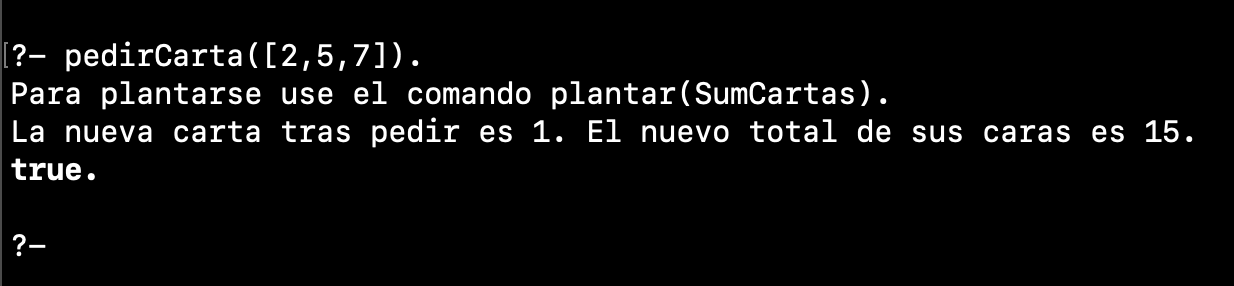 ?- pedirCarta([2,5,7]).
Para plantarse use el comando plantar(SumCartas).
La nueva carta tras pedir es 1. El nuevo total de sus caras es 15.
true.
?-